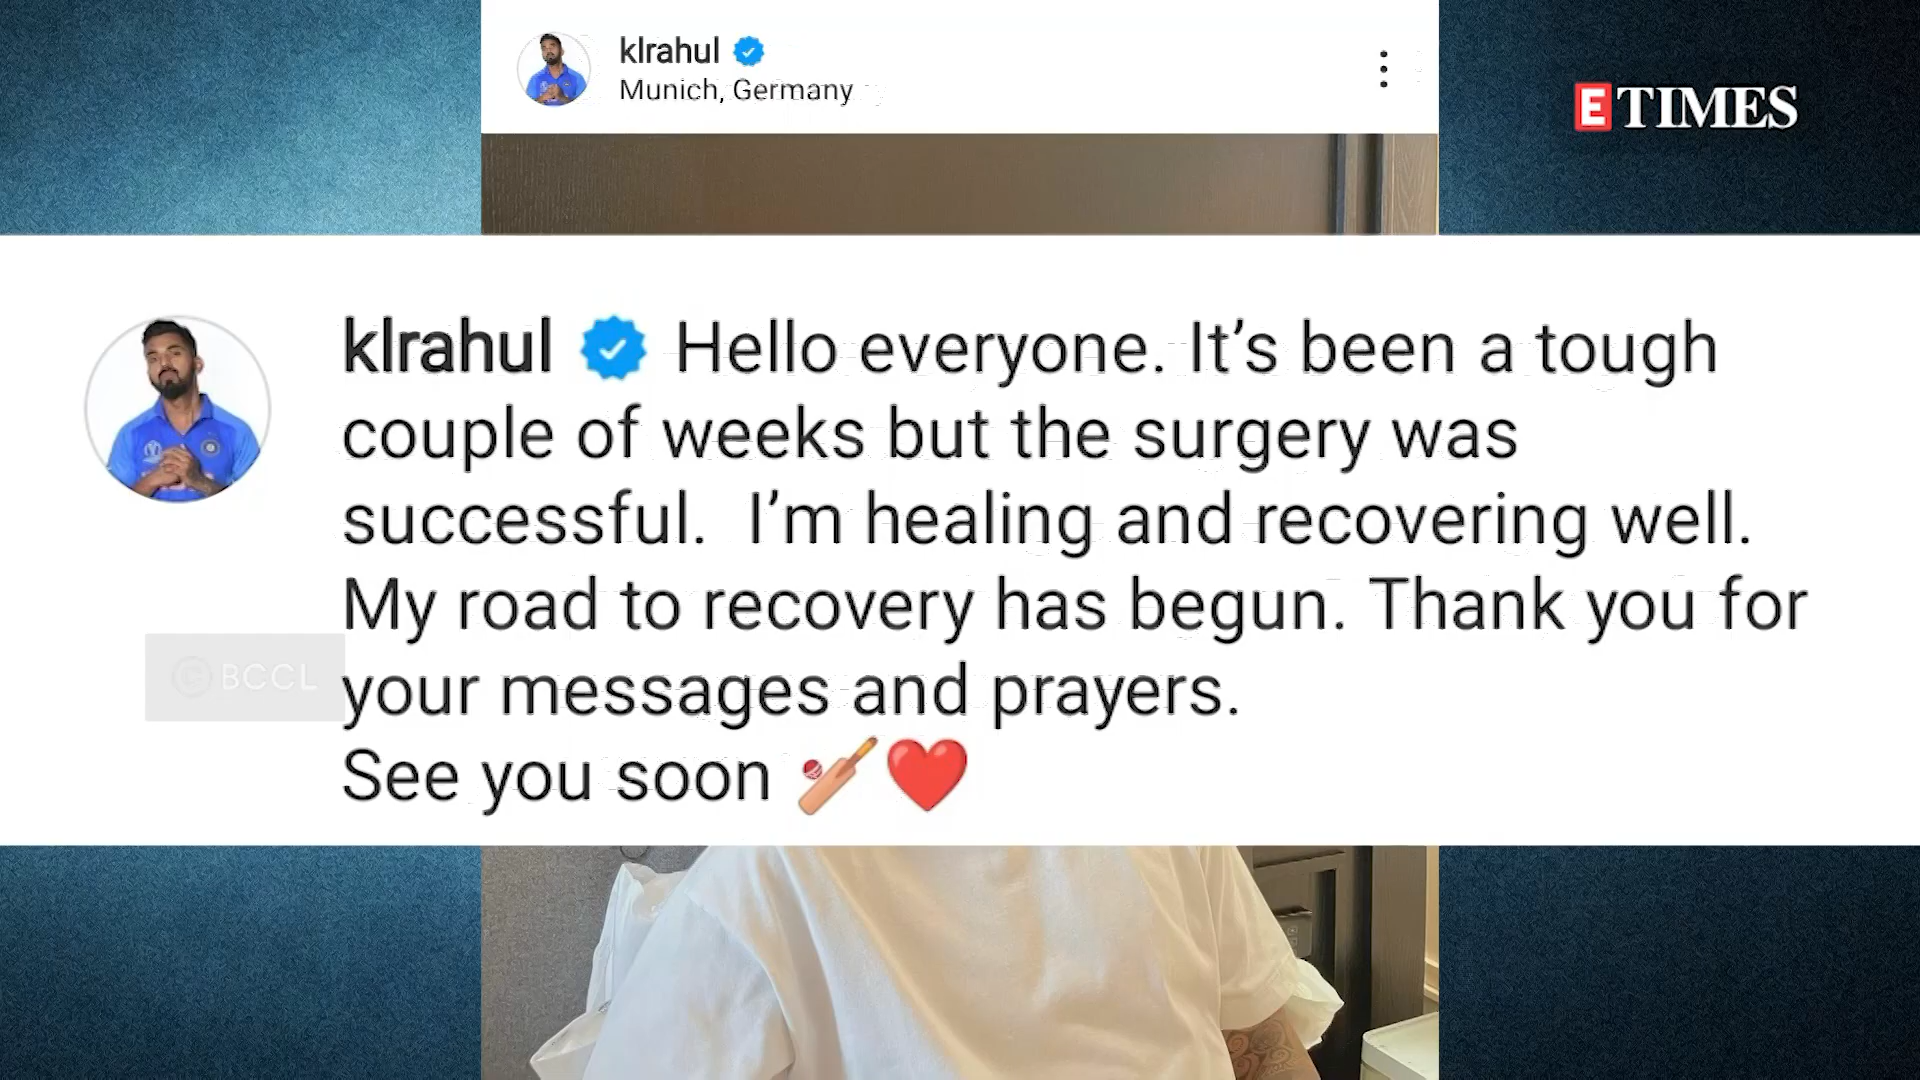 klrahul
Munich, Germany
E TIMES
klrahul Hello everyone. It’s been a tough
couple of weeks but the surgery was
successful.  I’m healing and recovering well.
My road to recovery has begun. Thank you for
your messages and prayers.
See you soon 🏏❤️
© BCCL